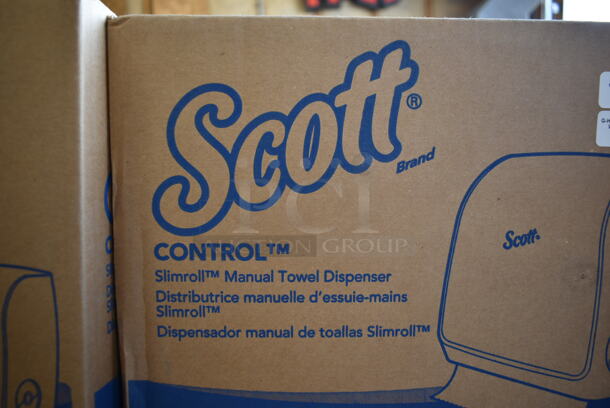 Scott®
Brand
CONTROL™
Slimroll™ Manual Towel Dispenser
Distributrice manuelle d'essuie-mains
Slimroll™
Dispensador manual de toallas Slimroll™
Scott®